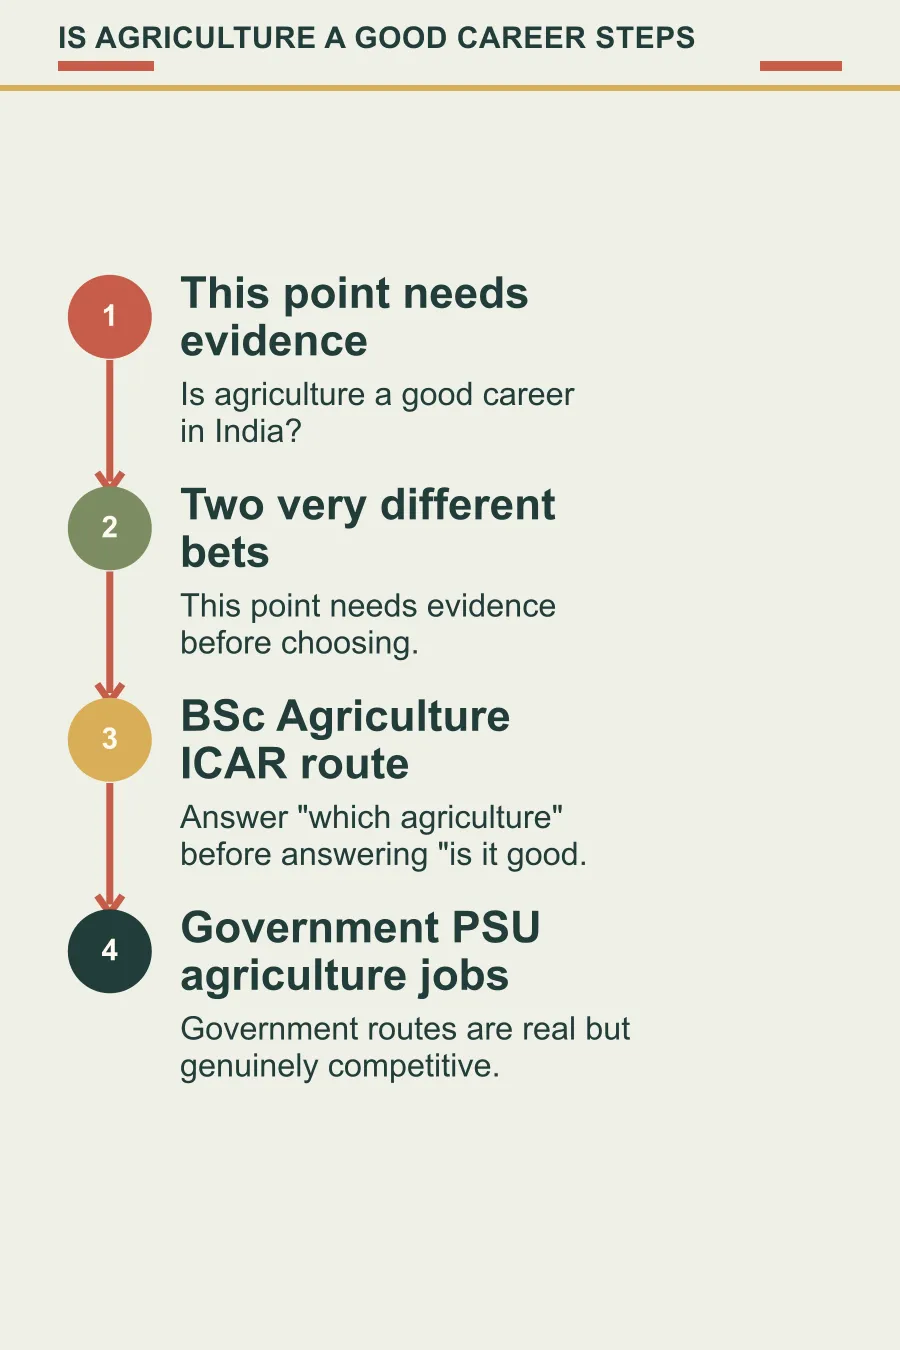 IS AGRICULTURE A GOOD CAREER STEPS
1
This point needs
evidence
Is agriculture a good career
in India?
2
Two very different
bets
This point needs evidence
before choosing.
3
BSc Agriculture
ICAR route
Answer "which agriculture"
before answering "is it good.
4
Government PSU
agriculture jobs
Government routes are real but
genuinely competitive.